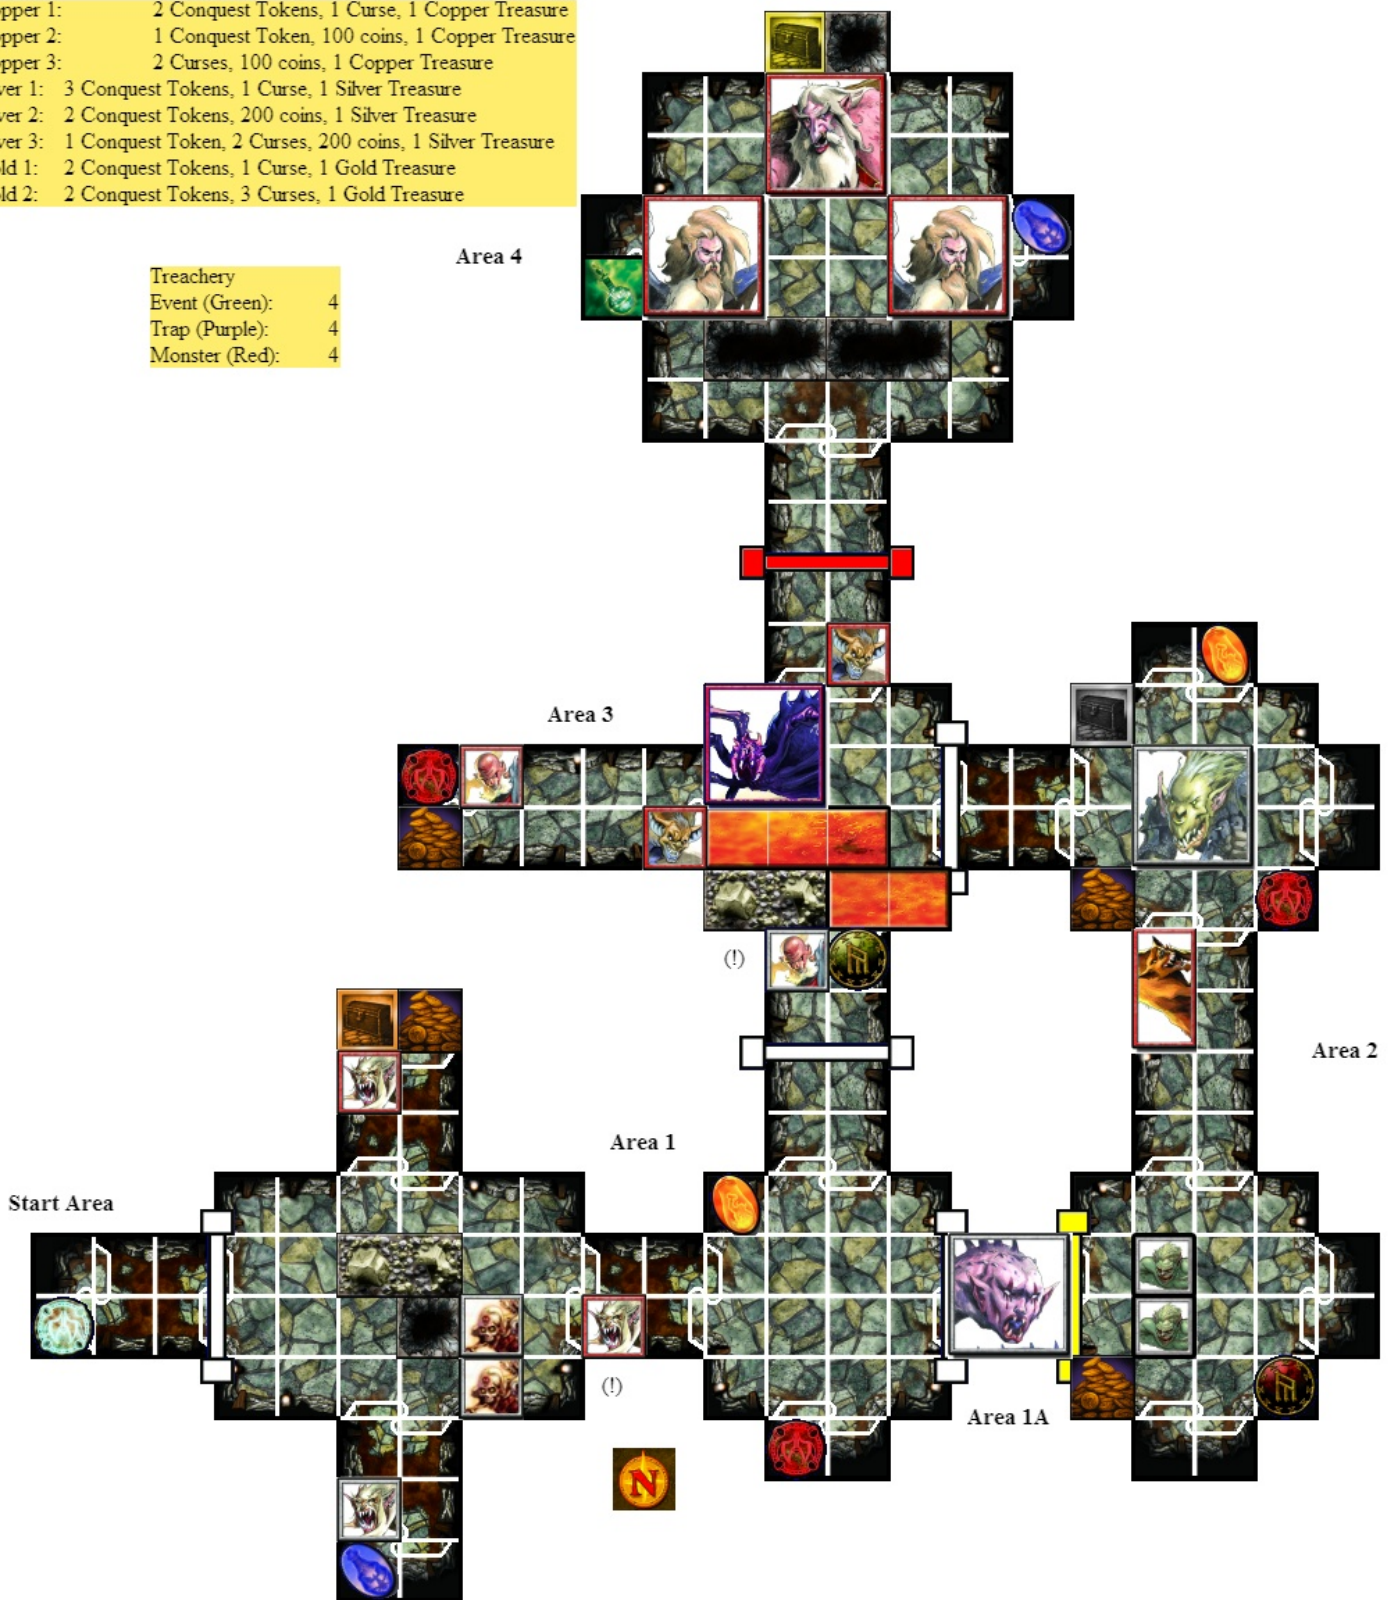 pper 1: 2 Conquest Tokens, 1 Curse, 1 Copper Treasure
pper 2: 1 Conquest Token, 100 coins, 1 Copper Treasure
pper 3: 2 Curses, 100 coins, 1 Copper Treasure
ver 1: 3 Conquest Tokens, 1 Curse, 1 Silver Treasure
ver 2: 2 Conquest Tokens, 200 coins, 1 Silver Treasure
ver 3: 1 Conquest Token, 2 Curses, 200 coins, 1 Silver Treasure
ld 1: 2 Conquest Tokens, 1 Curse, 1 Gold Treasure
ld 2: 2 Conquest Tokens, 3 Curses, 1 Gold Treasure
Area 4
Treachery
Event (Green): 4
Trap (Purple): 4
Monster (Red): 4
Area 3
(!)
Area 2
Area 1
Start Area
(!)
Area 1A
N